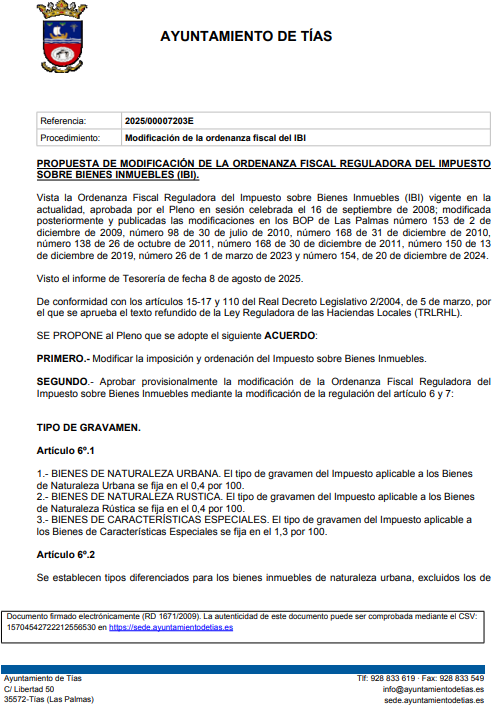 AYUNTAMIENTO DE TÍAS
Referencia: 2025/00007203E
Procedimiento: Modificación de la ordenanza fiscal del IBI
PROPUESTA DE MODIFICACIÓN DE LA ORDENANZA FISCAL REGULADORA DEL IMPUESTO
SOBRE BIENES INMUEBLES (IBI).
Vista la Ordenanza Fiscal Reguladora del Impuesto sobre Bienes Inmuebles (IBI) vigente en la
actualidad, aprobada por el Pleno en sesión celebrada el 16 de septiembre de 2008; modificada
posteriormente y publicadas las modificaciones en los BOP de Las Palmas número 153 de 2 de
diciembre de 2009, número 98 de 30 de julio de 2010, número 168 de 31 de diciembre de 2010,
número 138 de 26 de octubre de 2011, número 168 de 30 de diciembre de 2011, número 150 de 13
de diciembre de 2019, número 26 de 1 de marzo de 2023 y número 154, de 20 de diciembre de 2024.
Visto el informe de Tesorería de fecha 8 de agosto de 2025.
De conformidad con los artículos 15-17 y 110 del Real Decreto Legislativo 2/2004, de 5 de marzo, por
el que se aprueba el texto refundido de la Ley Reguladora de las Haciendas Locales (TRLRHL).
SE PROPONE al Pleno que se adopte el siguiente ACUERDO:
PRIMERO.- Modificar la imposición y ordenación del Impuesto sobre Bienes Inmuebles.
SEGUNDO.- Aprobar provisionalmente la modificación de la Ordenanza Fiscal Reguladora del
Impuesto sobre Bienes Inmuebles mediante la modificación de la regulación del artículo 6 y 7:
TIPO DE GRAVAMEN.
Artículo 6º.1
1.- BIENES DE NATURALEZA URBANA. El tipo de gravamen del Impuesto aplicable a los Bienes
de Naturaleza Urbana se fija en el 0,4 por 100.
2.- BIENES DE NATURALEZA RUSTICA. El tipo de gravamen del Impuesto aplicable a los Bienes
de Naturaleza Rústica se fija en el 0,4 por 100.
3.- BIENES DE CARACTERÍSTICAS ESPECIALES. El tipo de gravamen del Impuesto aplicable a
los Bienes de Características Especiales se fija en el 1,3 por 100.
Artículo 6º.2
Se establecen tipos diferenciados para los bienes inmuebles de naturaleza urbana, excluidos los de
Documento firmado electrónicamente (RD 1671/2009). La autenticidad de este documento puede ser comprobada mediante el CSV:
15704542722212556530 en https://sede.ayuntamientodetias.es
Ayuntamiento de Tías
C/ Libertad 50
35572-Tías (Las Palmas)
Tlf: 928 833 619 · Fax: 928 833 549
info@ayuntamientodetias.es
sede.ayuntamientodetias.es